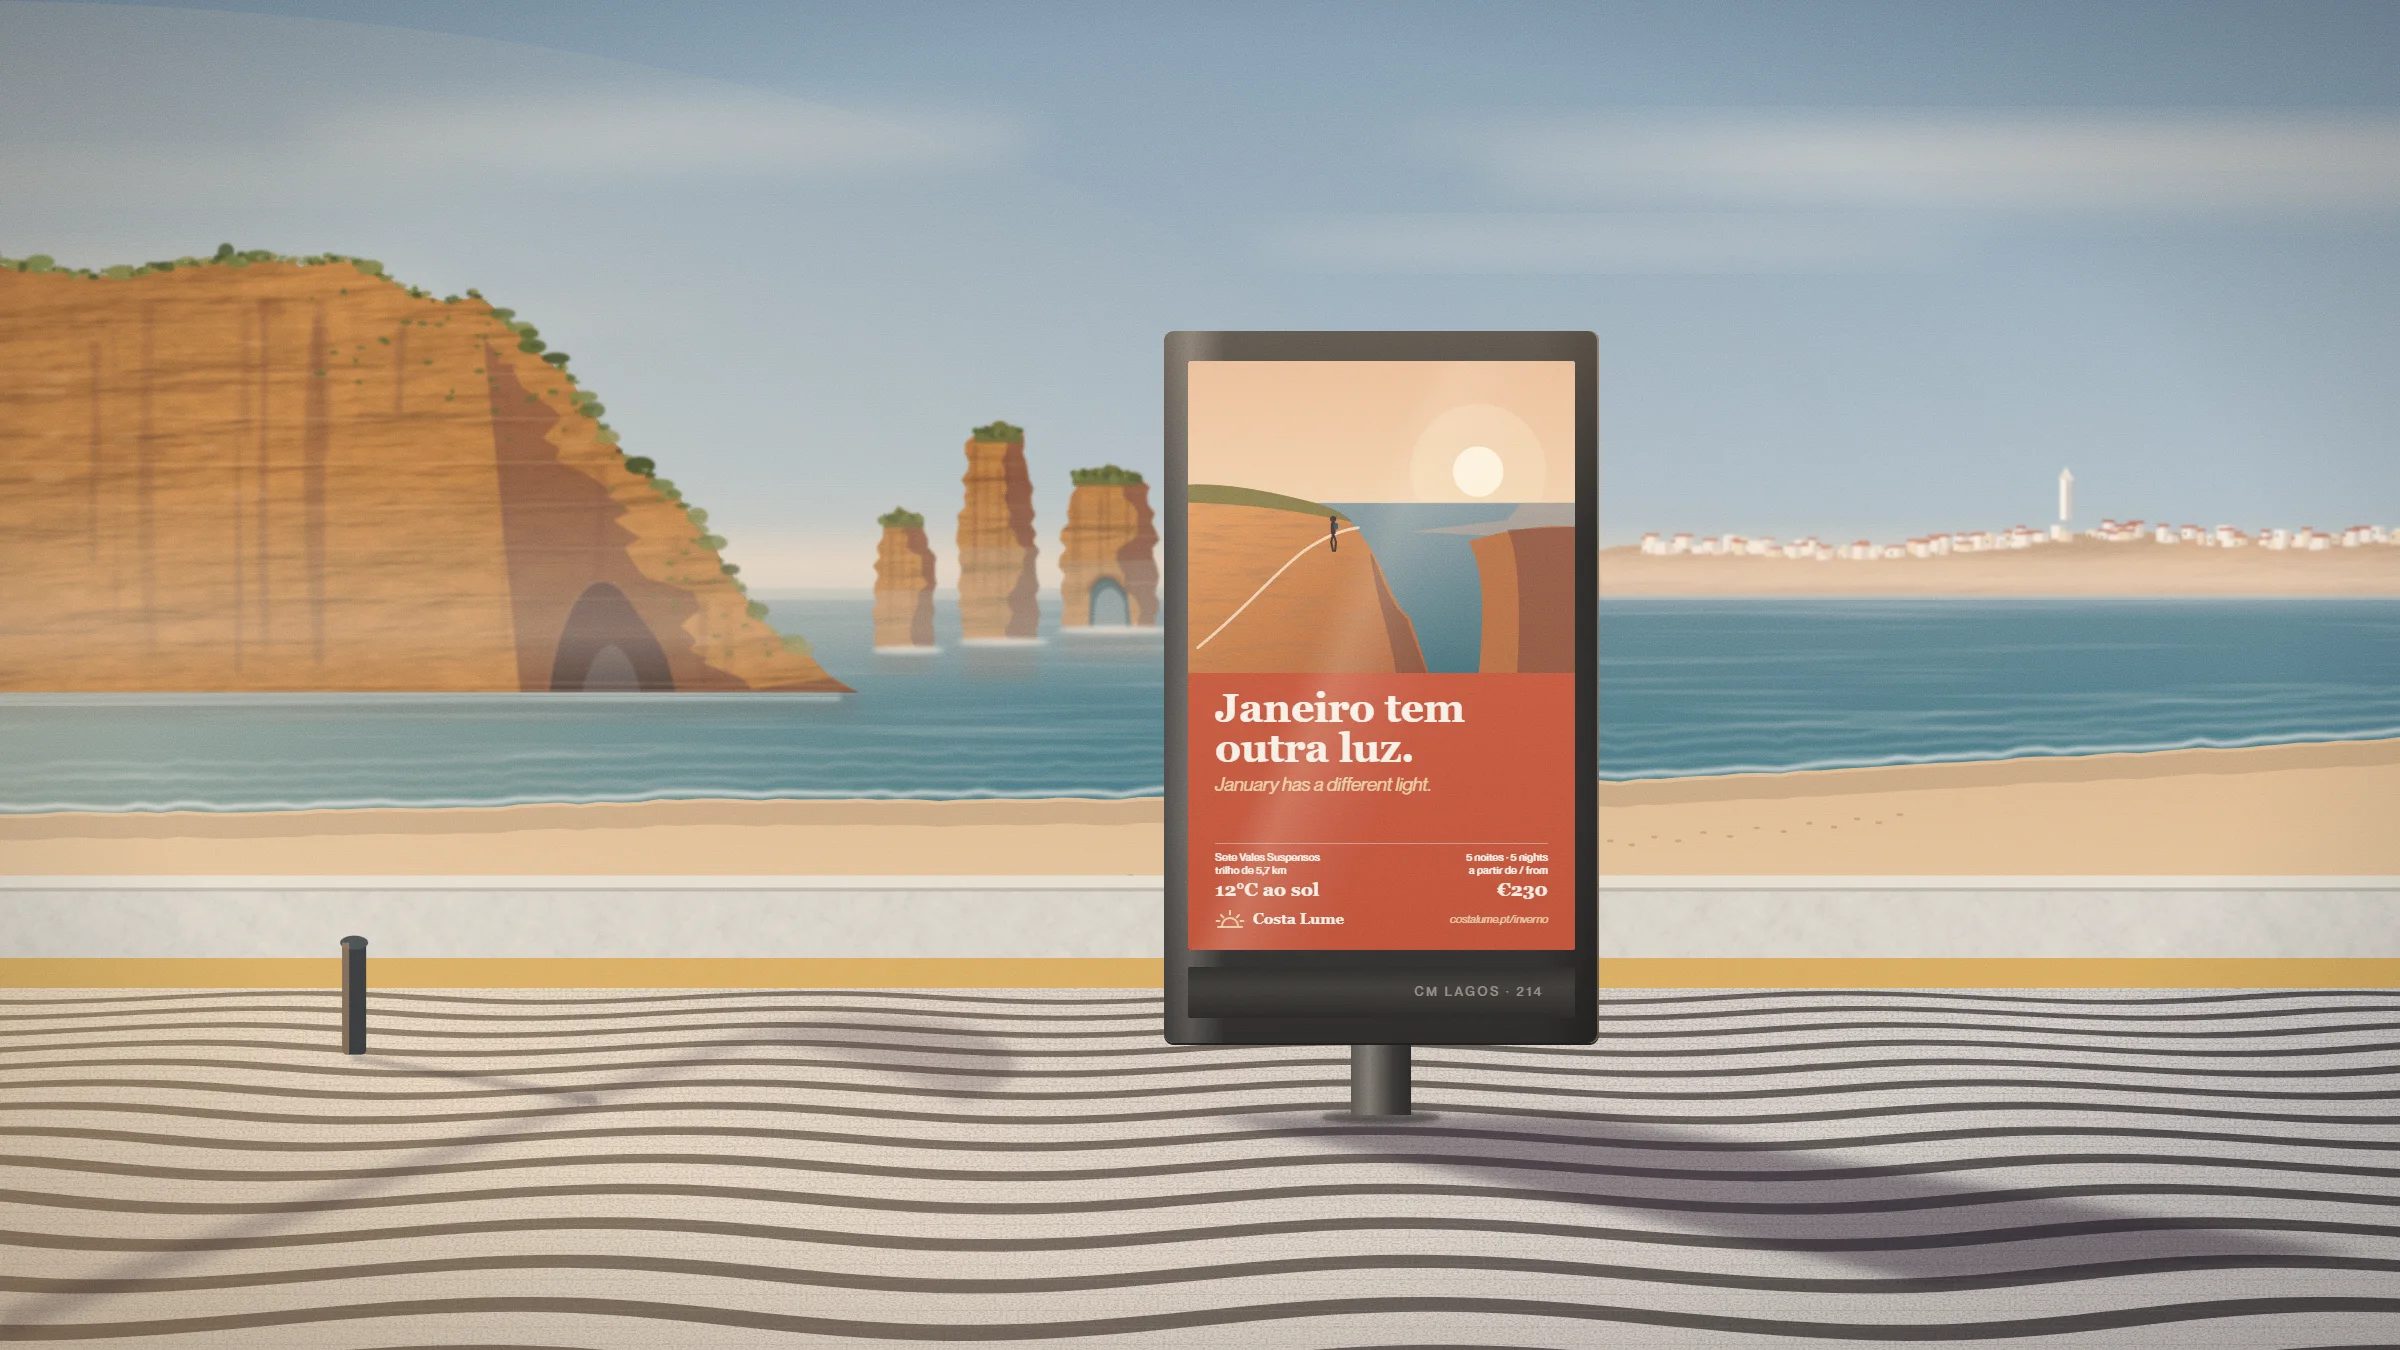 Janeiro tem
outra luz.
January has a different light.
Sete Vales Suspensos
trilho de 5,7 km
12°C ao sol
5 noites · 5 nights
a partir de / from
€230
Costa Lume
costalume.pt/inverno
CM LAGOS · 214